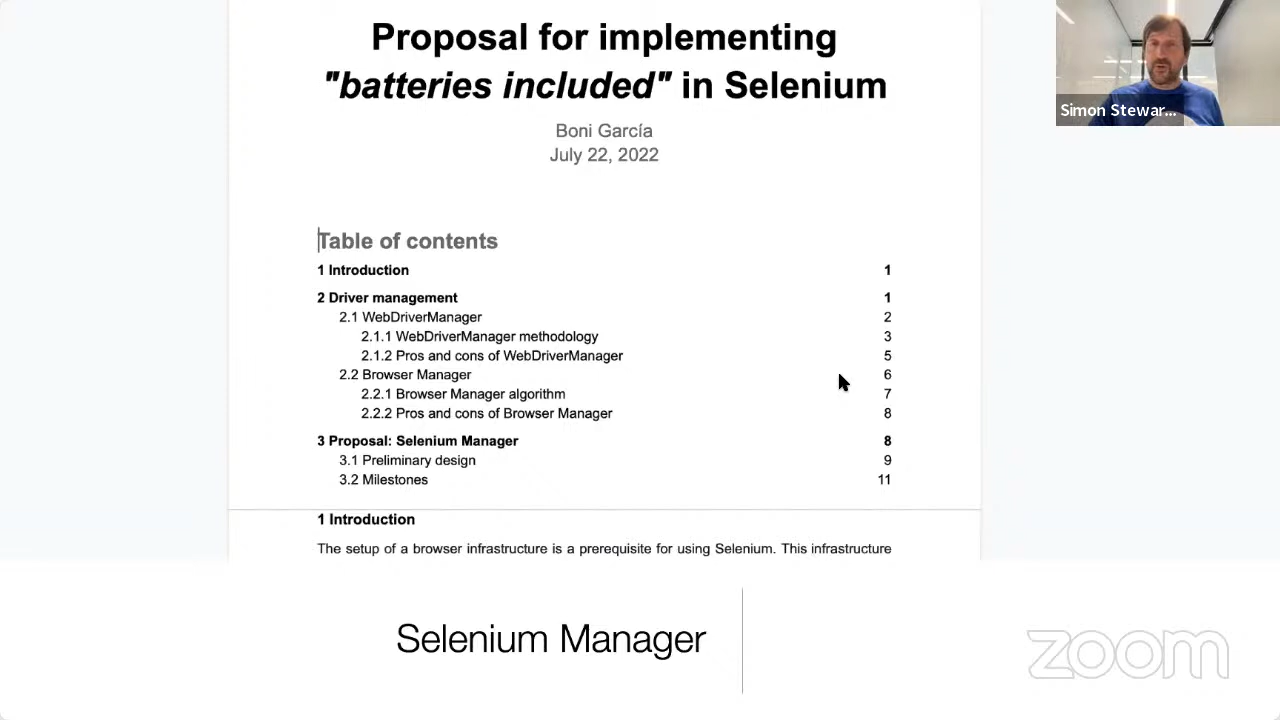 Proposal for implementing
"batteries included" in Selenium
Boni García
July 22, 2022
Simon Stewar...
Table of contents
1 Introduction 1
2 Driver management 1
2.1 WebDriverManager 2
2.1.1 WebDriverManager methodology 3
2.1.2 Pros and cons of WebDriverManager 5
2.2 Browser Manager 6
2.2.1 Browser Manager algorithm 7
2.2.2 Pros and cons of Browser Manager 8
3 Proposal: Selenium Manager 8
3.1 Preliminary design 9
3.2 Milestones 11
1 Introduction
The setup of a browser infrastructure is a prerequisite for using Selenium. This infrastructure
Selenium Manager
zoom